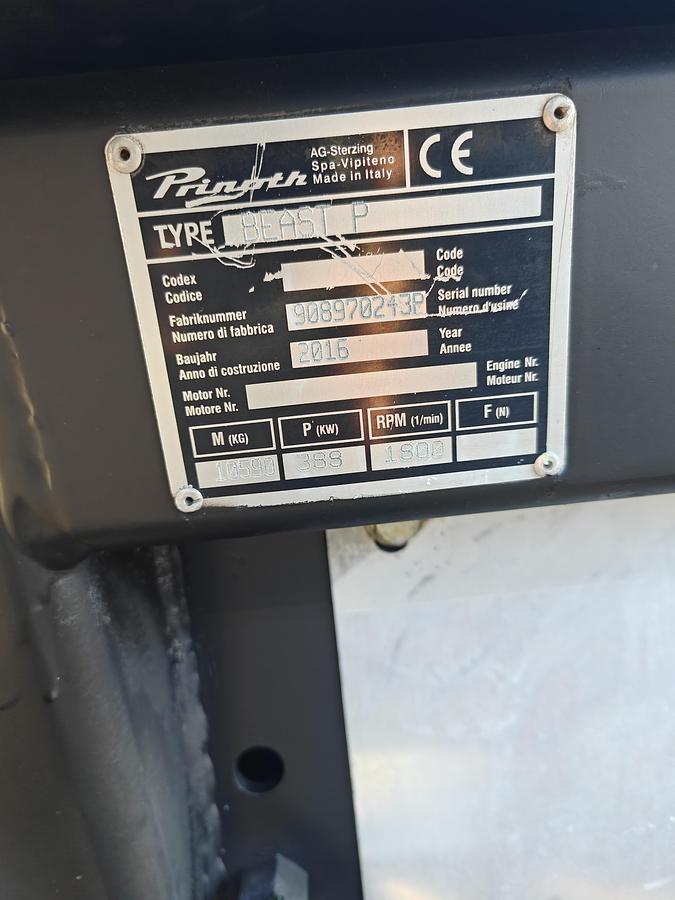 Prinoth
AG-Sterzing
Spa-Vipiteno
Made in Italy
CE
TYPE BEAST P
Codex
Codice
Code
Code
Fabriknummer
Numero di fabbrica
908970243P
Serial number
Numero d'usine
Baujahr
Anno di costruzione
2016
Year
Annee
Motor Nr.
Motore Nr.
Engine Nr.
Moteur Nr.
M (KG) P (KW) RPM (1/min) F (N)
10590 388 1800